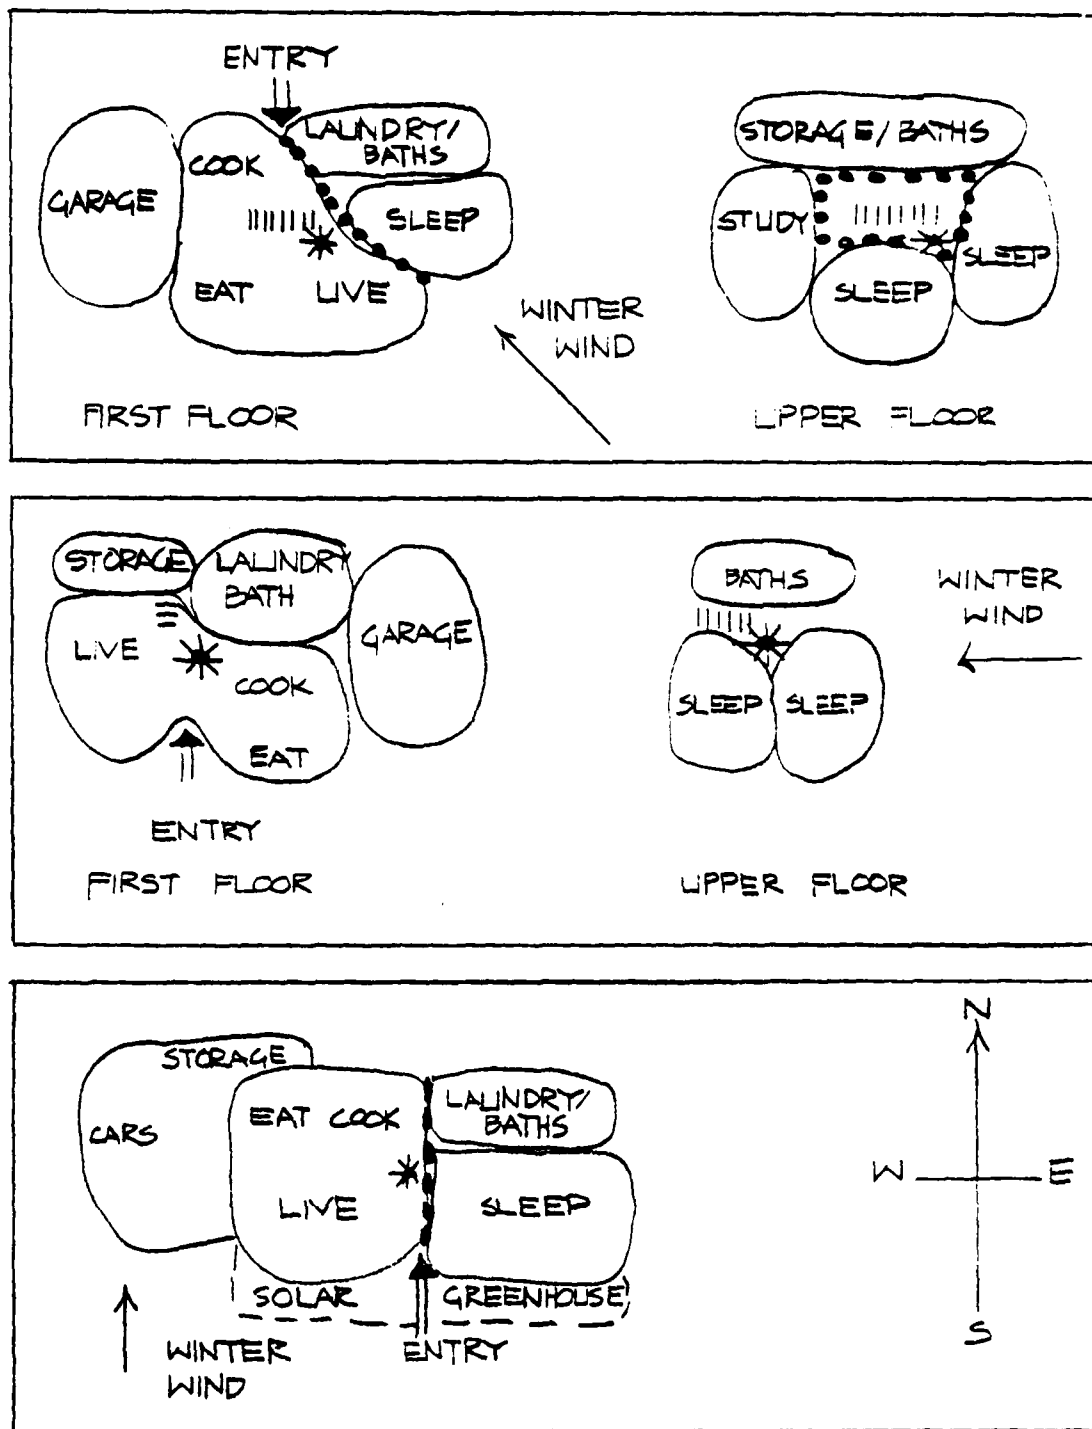 ENTRY
LAUNDRY/
BATHS
COOK
GARAGE
SLEEP
EAT LIVE
WINTER
WIND
FIRST FLOOR
STORAGE/BATHS
STUDY
SLEEP
SLEEP
UPPER FLOOR
STORAGE
LAUNDRY
BATH
LIVE
GARAGE
COOK
EAT
ENTRY
FIRST FLOOR
BATHS
WINTER
WIND
SLEEP SLEEP
UPPER FLOOR
STORAGE
CARS
EAT COOK
LAUNDRY/
BATHS
LIVE
SLEEP
SOLAR GREENHOUSE
WINTER
WIND
ENTRY
N
W E
S